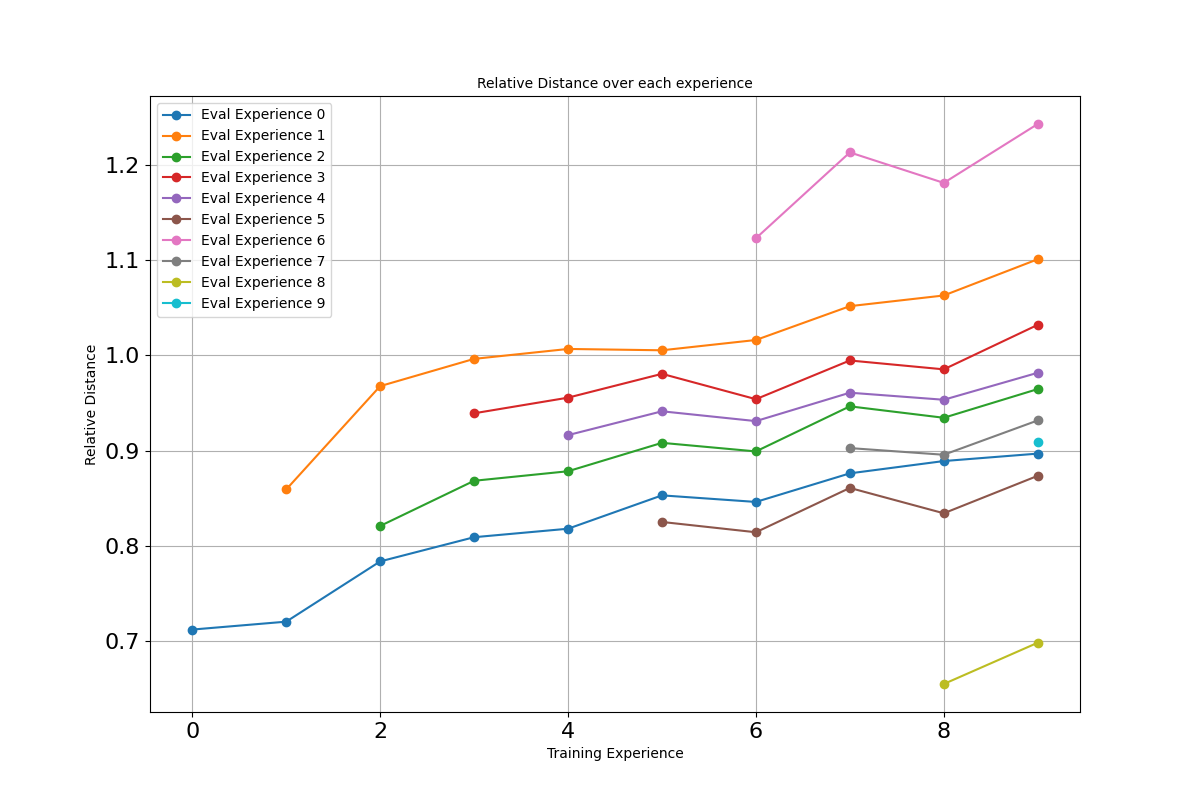 Relative Distance over each experience
Eval Experience 0
Eval Experience 1
Eval Experience 2
Eval Experience 3
Eval Experience 4
Eval Experience 5
Eval Experience 6
Eval Experience 7
Eval Experience 8
Eval Experience 9
1.2
1.1
1.0
0.9
0.8
0.7
Relative Distance
0 2 4 6 8
Training Experience